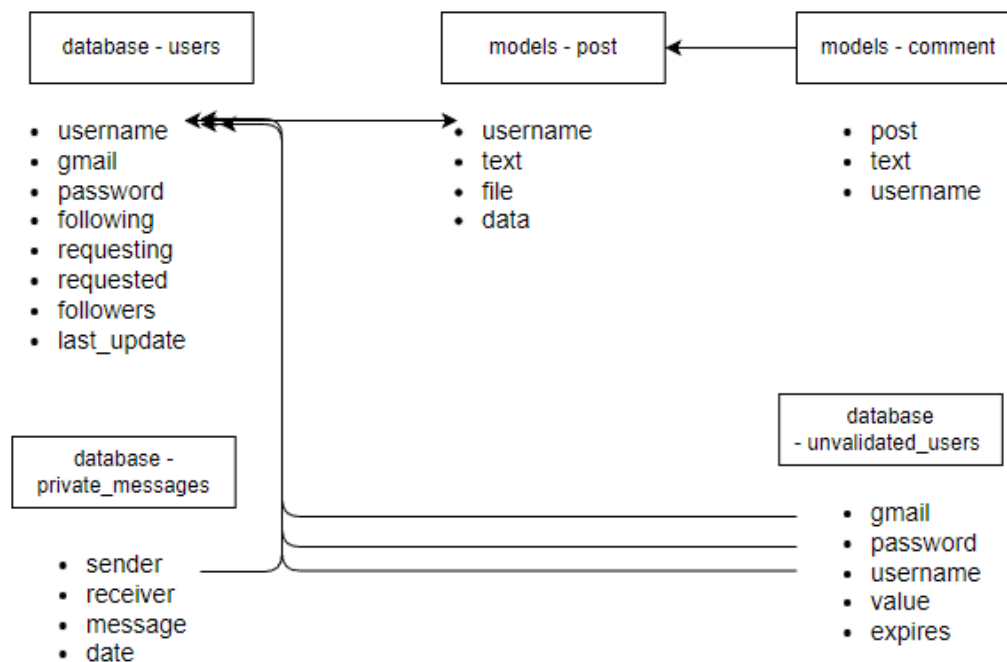 database - users
models - post
models - comment
• username
• gmail
• password
• following
• requesting
• requested
• followers
• last_update
• username
• text
• file
• data
• post
• text
• username
database -
private_messages
• sender
• receiver
• message
• date
database
- unvalidated_users
• gmail
• password
• username
• value
• expires